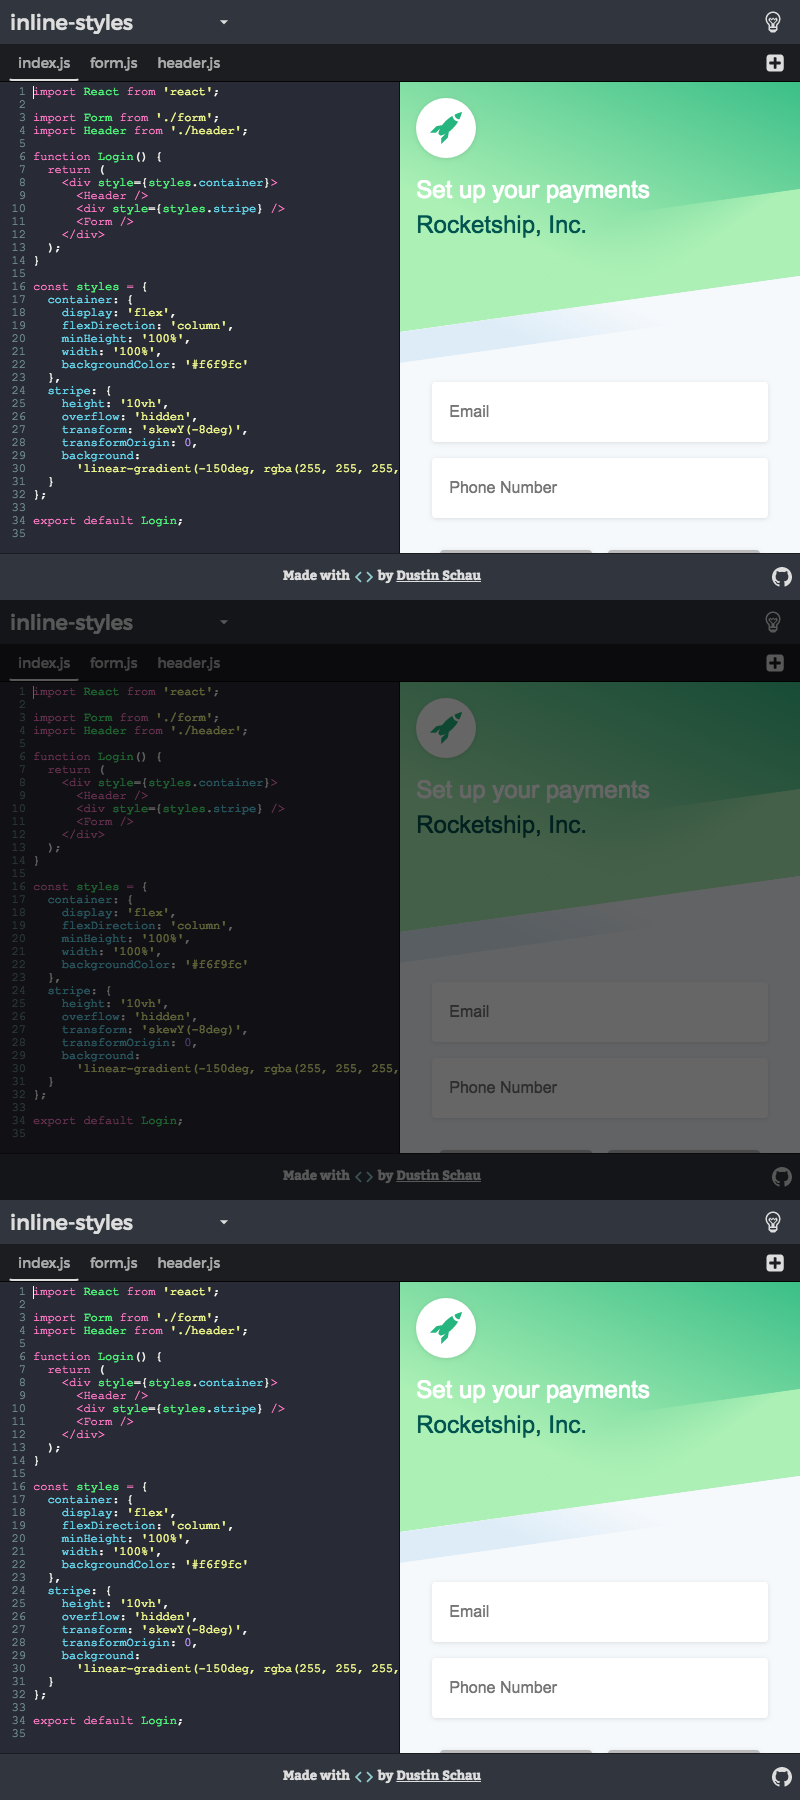 inline-styles
index.js form.js header.js
1 import React from 'react';
2
3 import Form from './form';
4 import Header from './header';
5
6 function Login() {
7   return (
8     <div style={styles.container}>
9       <Header />
10       <div style={styles.stripe} />
11       <Form />
12     </div>
13   );
14 }
15
16 const styles = {
17   container: {
18     display: 'flex',
19     flexDirection: 'column',
20     minHeight: '100%',
21     width: '100%',
22     backgroundColor: '#f6f9fc'
23   },
24   stripe: {
25     height: '10vh',
26     overflow: 'hidden',
27     transform: 'skewY(-8deg)',
28     transformOrigin: 0,
29     background:
30       'linear-gradient(-150deg, rgba(255, 255, 255,
31   }
32 };
33
34 export default Login;
35
Set up your payments
Rocketship, Inc.
Email
Phone Number
Made with <> by Dustin Schau
inline-styles
index.js form.js header.js
1 import React from 'react';
2
3 import Form from './form';
4 import Header from './header';
5
6 function Login() {
7   return (
8     <div style={styles.container}>
9       <Header />
10       <div style={styles.stripe} />
11       <Form />
12     </div>
13   );
14 }
15
16 const styles = {
17   container: {
18     display: 'flex',
19     flexDirection: 'column',
20     minHeight: '100%',
21     width: '100%',
22     backgroundColor: '#f6f9fc'
23   },
24   stripe: {
25     height: '10vh',
26     overflow: 'hidden',
27     transform: 'skewY(-8deg)',
28     transformOrigin: 0,
29     background:
30       'linear-gradient(-150deg, rgba(255, 255, 255,
31   }
32 };
33
34 export default Login;
35
Set up your payments
Rocketship, Inc.
Email
Phone Number
Made with <> by Dustin Schau
inline-styles
index.js form.js header.js
1 import React from 'react';
2
3 import Form from './form';
4 import Header from './header';
5
6 function Login() {
7   return (
8     <div style={styles.container}>
9       <Header />
10       <div style={styles.stripe} />
11       <Form />
12     </div>
13   );
14 }
15
16 const styles = {
17   container: {
18     display: 'flex',
19     flexDirection: 'column',
20     minHeight: '100%',
21     width: '100%',
22     backgroundColor: '#f6f9fc'
23   },
24   stripe: {
25     height: '10vh',
26     overflow: 'hidden',
27     transform: 'skewY(-8deg)',
28     transformOrigin: 0,
29     background:
30       'linear-gradient(-150deg, rgba(255, 255, 255,
31   }
32 };
33
34 export default Login;
35
Set up your payments
Rocketship, Inc.
Email
Phone Number
Made with <> by Dustin Schau